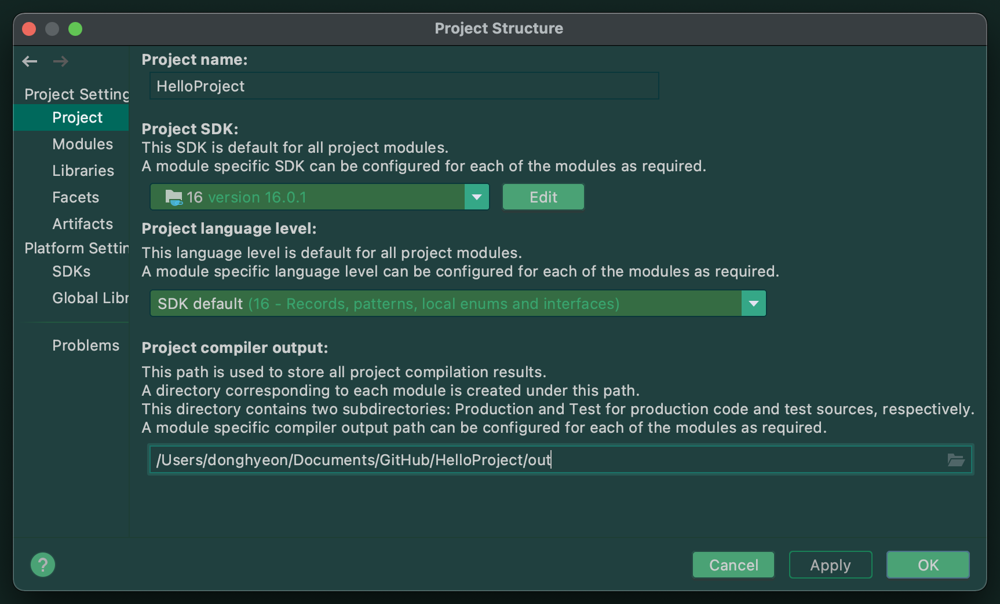 Project Structure
Project Setting
Project
Modules
Libraries
Facets
Artifacts
Platform Settin
SDKs
Global Libr
Problems
Project name:
HelloProject
Project SDK:
This SDK is default for all project modules.
A module specific SDK can be configured for each of the modules as required.
16 version 16.0.1
Edit
Project language level:
This language level is default for all project modules.
A module specific language level can be configured for each of the modules as required.
SDK default (16 - Records, patterns, local enums and interfaces)
Project compiler output:
This path is used to store all project compilation results.
A directory corresponding to each module is created under this path.
This directory contains two subdirectories: Production and Test for production code and test sources, respectively.
A module specific compiler output path can be configured for each of the modules as required.
/Users/donghyeon/Documents/GitHub/HelloProject/out
?
Cancel
Apply
OK